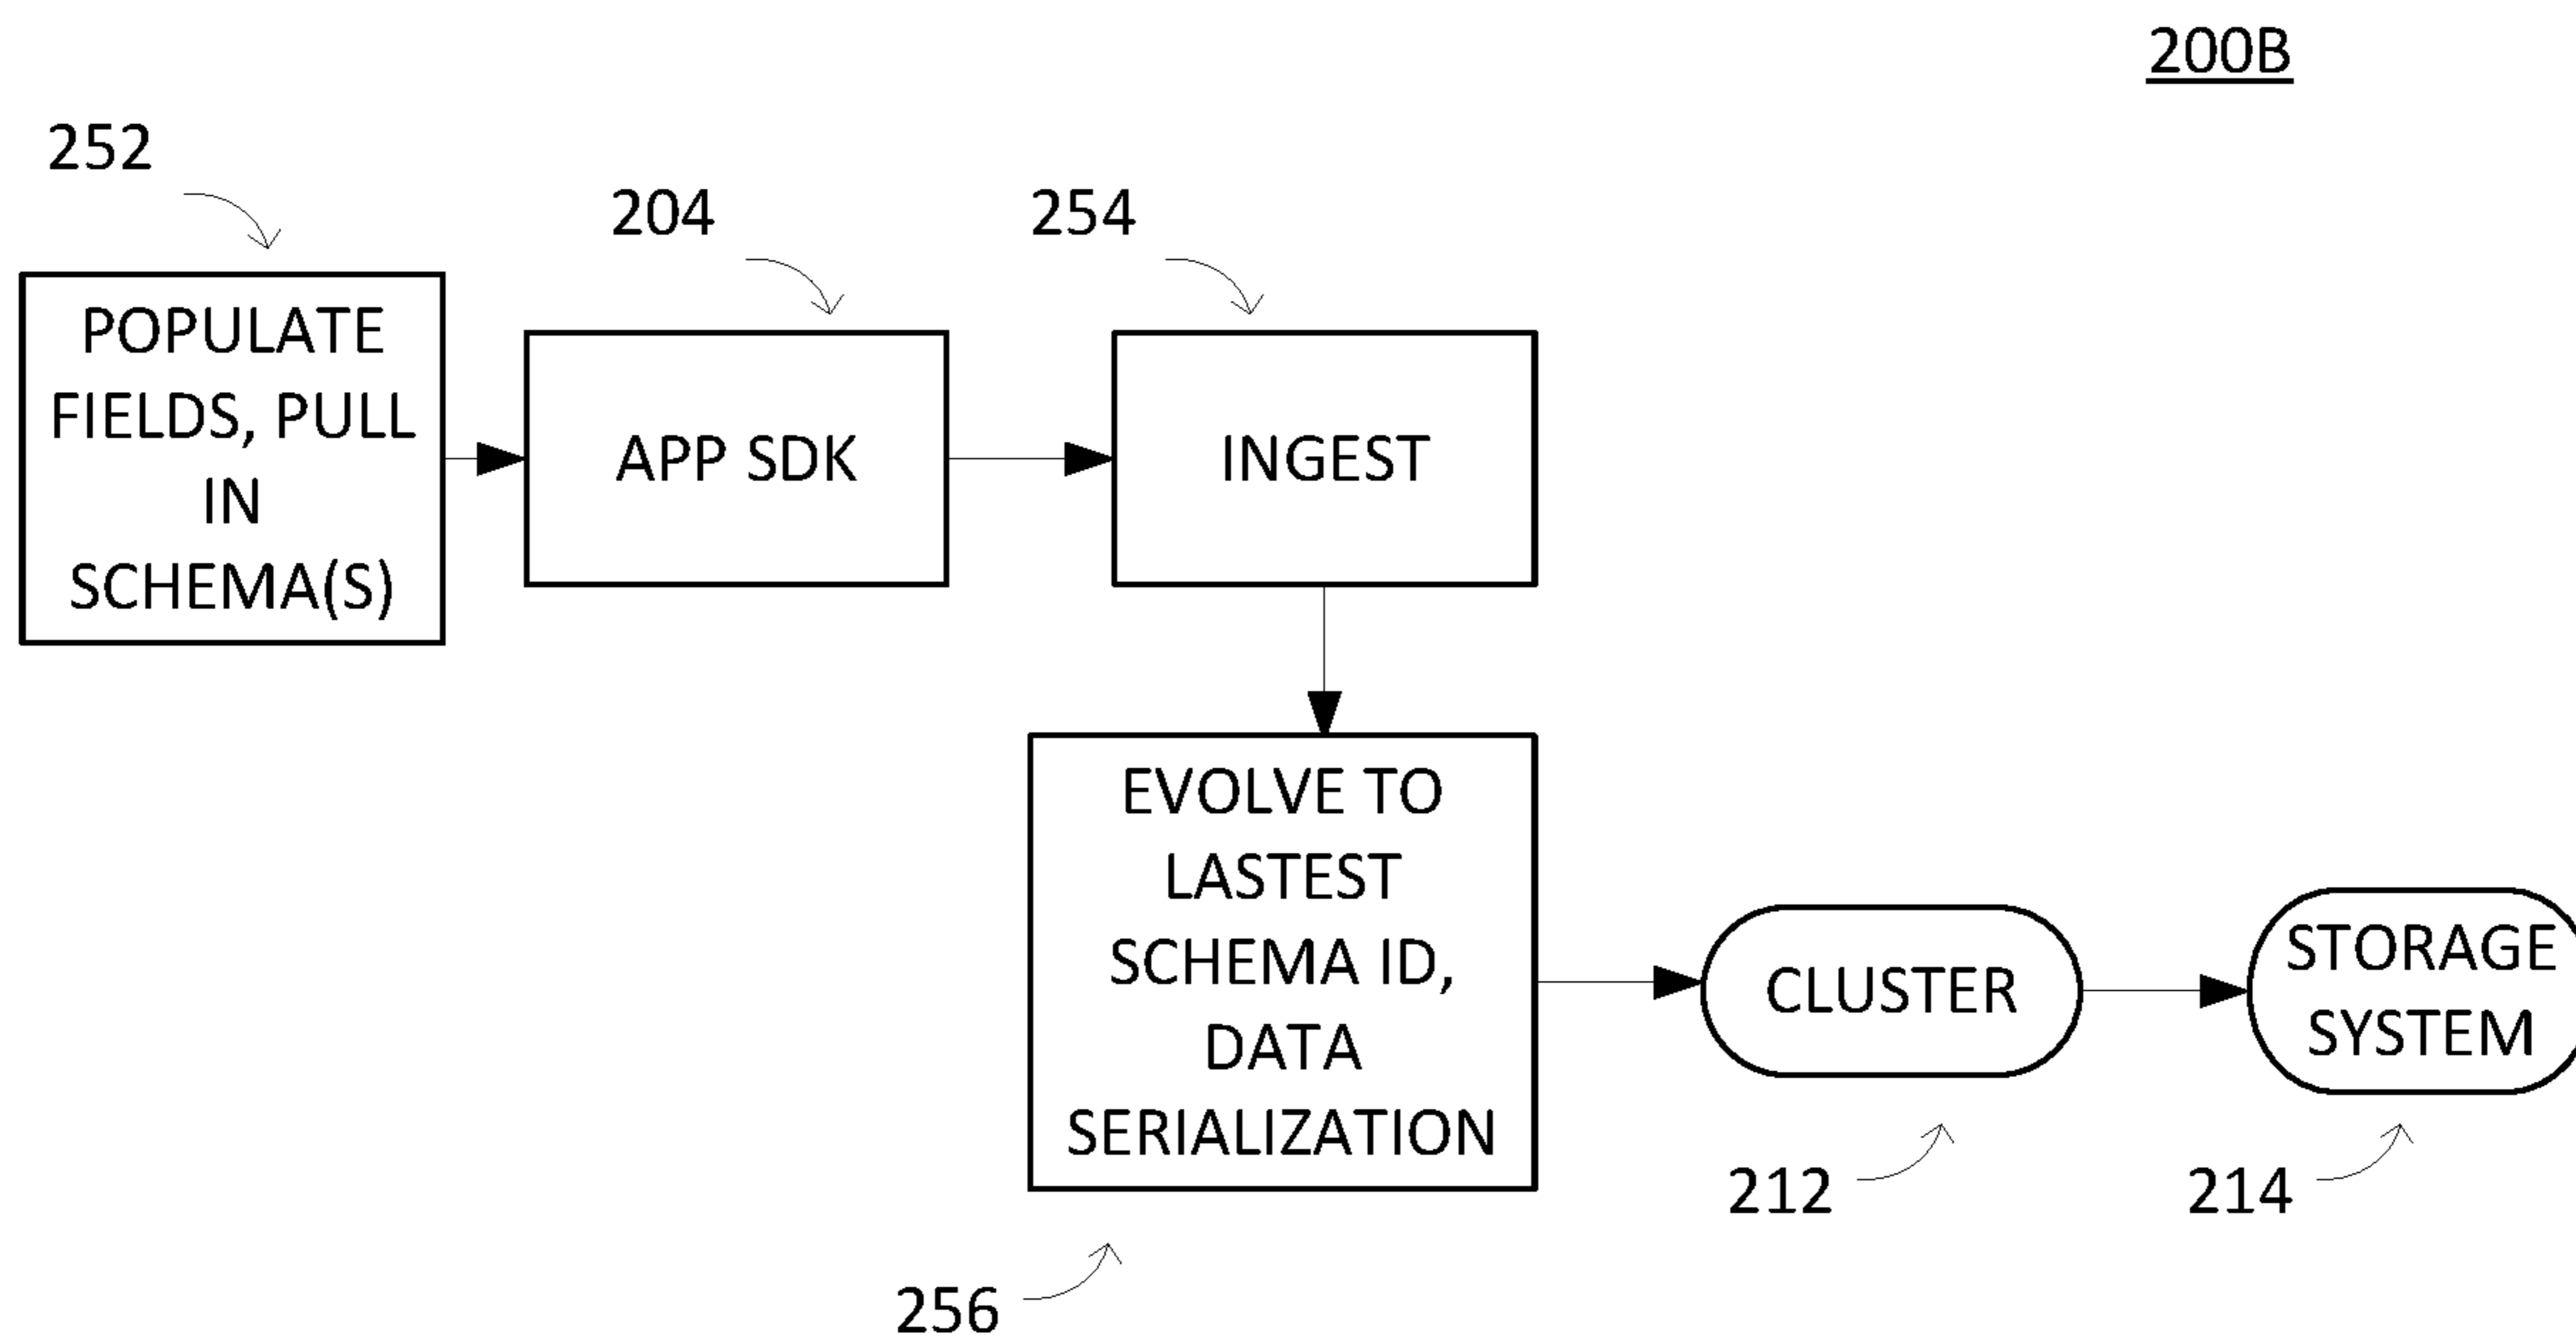 200B
252
204
254
POPULATE
FIELDS, PULL
IN
SCHEMA(S)
APP SDK
INGEST
EVOLVE TO
LASTEST
SCHEMA ID,
DATA
SERIALIZATION
CLUSTER
STORAGE
SYSTEM
212
214
256